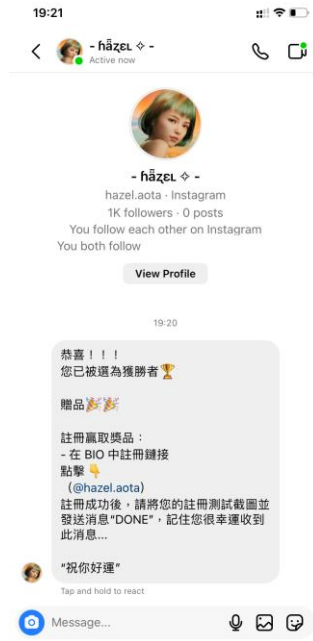 19:21
- ɦǟʐɛʟ ✧ -
Active now
- ɦǟʐɛʟ ✧ -
hazel.aota · Instagram
1K followers · 0 posts
You follow each other on Instagram
You both follow
View Profile
19:20
恭喜！！！
您已被選為獲勝者🏆
贈品🎉🎉
註冊贏取獎品：
- 在 BIO 中註冊鏈接
點擊👇
（@hazel.aota)
註冊成功後，請將您的註冊測試截圖並
發送消息“DONE”，記住您很幸運收到
此消息...
“祝你好運”
Tap and hold to react
Message...